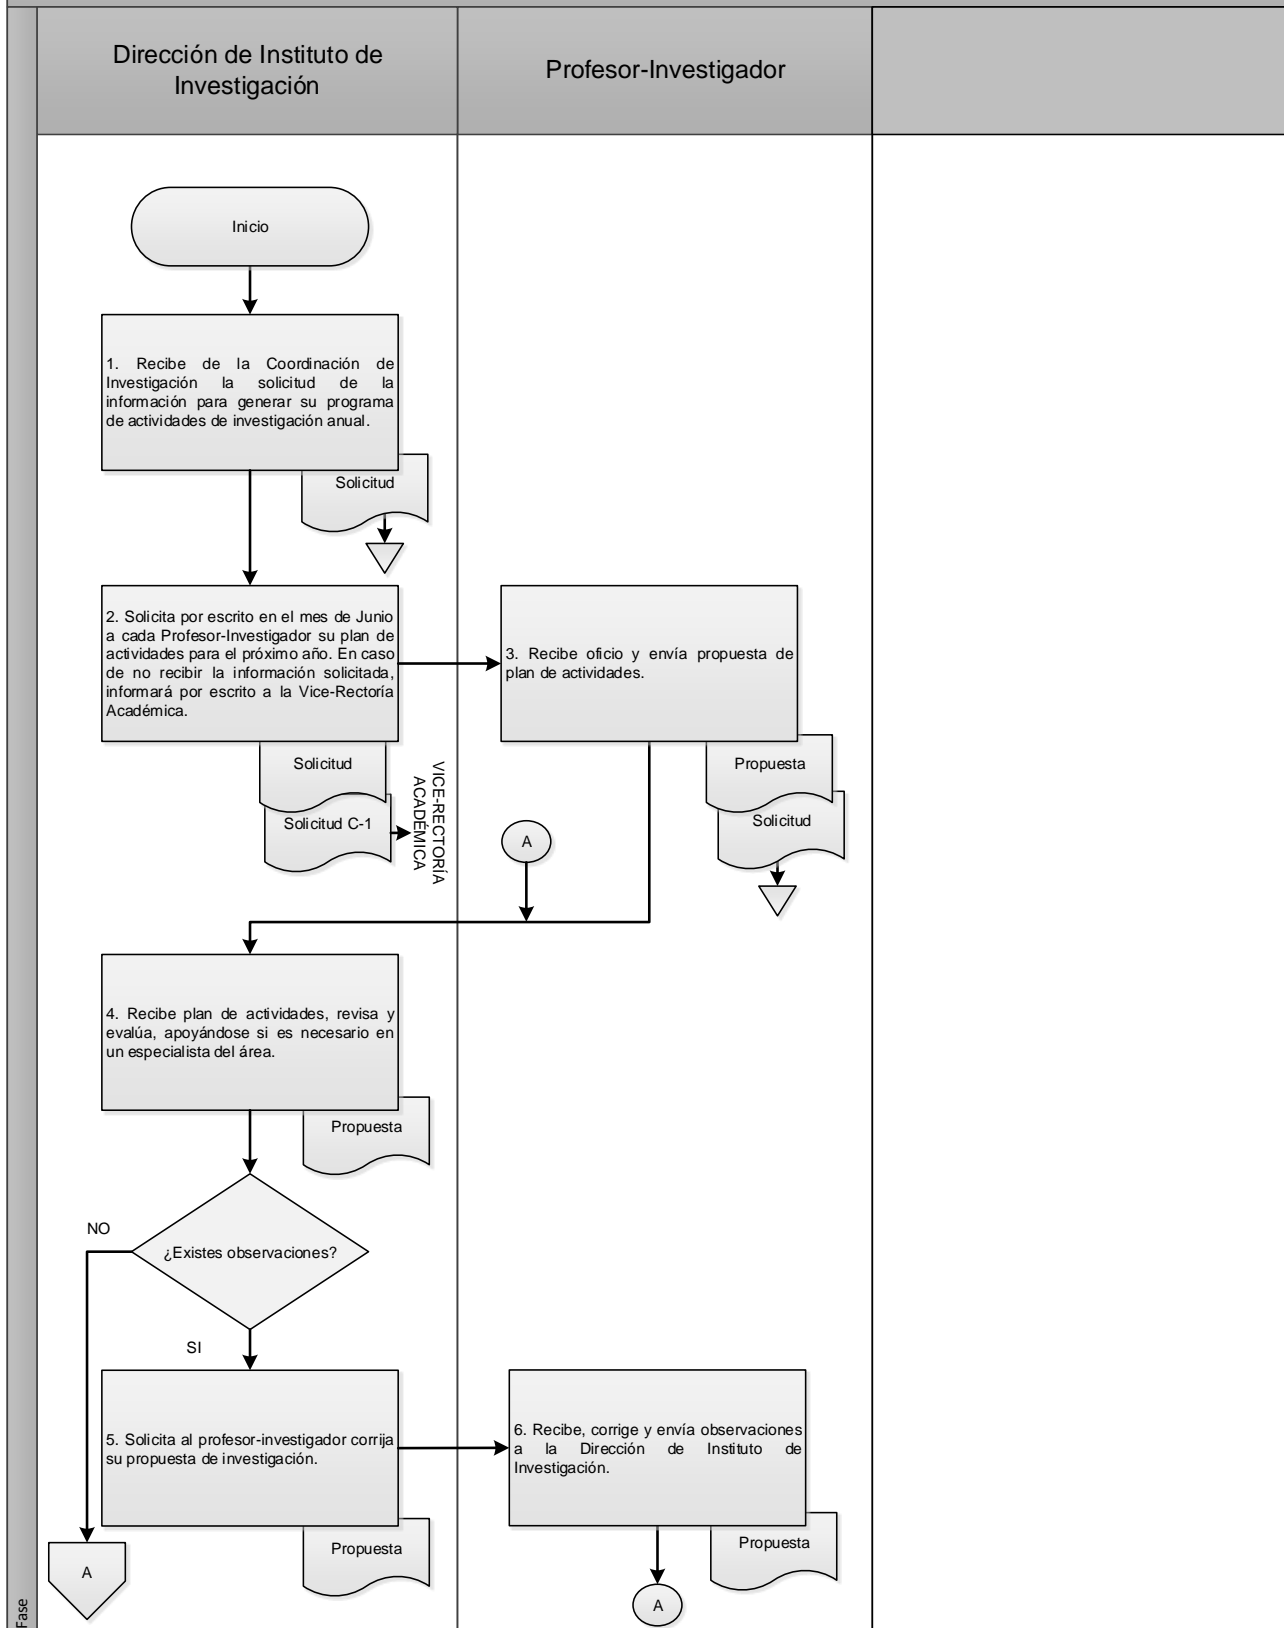 Dirección de Instituto de
Investigación
Profesor-Investigador
Inicio
1. Recibe de la Coordinación de
Investigación la solicitud de la
información para generar su programa
de actividades de investigación anual.
Solicitud
2. Solicita por escrito en el mes de Junio
a cada Profesor-Investigador su plan de
actividades para el próximo año. En caso
de no recibir la información solicitada,
informará por escrito a la Vice-Rectoría
Académica.
Solicitud
Solicitud C-1
VICE-RECTORÍA
ACADÉMICA
3. Recibe oficio y envía propuesta de
plan de actividades.
Propuesta
Solicitud
A
4. Recibe plan de actividades, revisa y
evalúa, apoyándose si es necesario en
un especialista del área.
Propuesta
¿Existes observaciones?
NO
SI
5. Solicita al profesor-investigador corrija
su propuesta de investigación.
Propuesta
6. Recibe, corrige y envía observaciones
a la Dirección de Instituto de
Investigación.
Propuesta
A
A
Fase